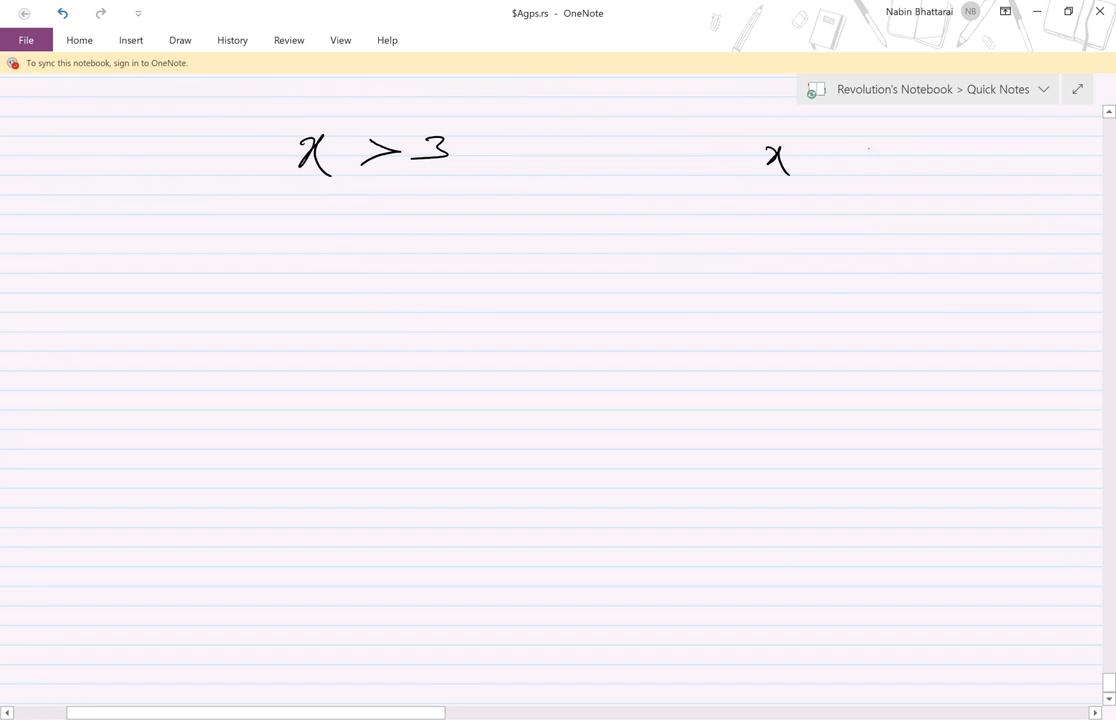 $Agps.rs - OneNote
Nabin Bhattarai NB
File Home Insert Draw History Review View Help
To sync this notebook, sign in to OneNote.
Revolution's Notebook > Quick Notes
x > 3 x